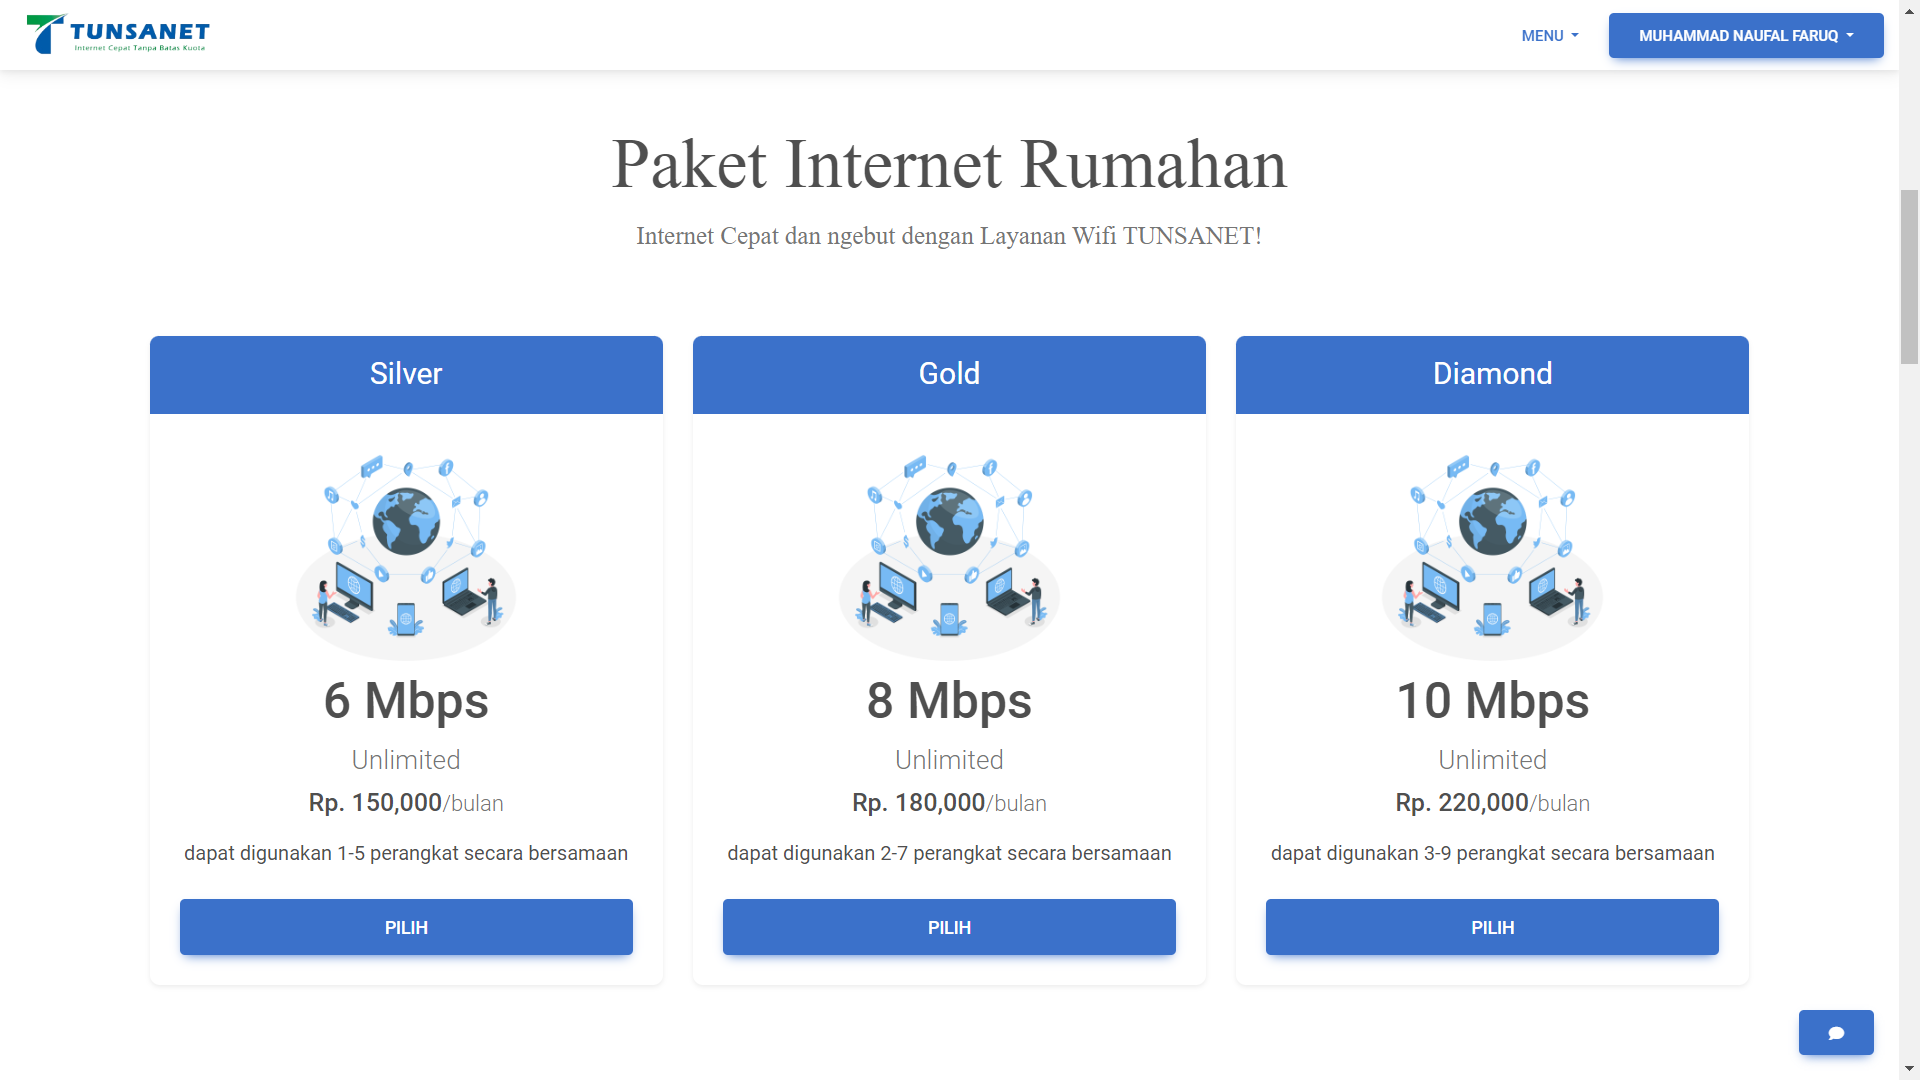 TUNSANET
Internet Cepat Tanpa Batas Kuota
MENU
MUHAMMAD NAUFAL FARUQ
Paket Internet Rumahan
Internet Cepat dan ngebut dengan Layanan Wifi TUNSANET!
Silver
6 Mbps
Unlimited
Rp. 150,000/bulan
dapat digunakan 1-5 perangkat secara bersamaan
PILIH
Gold
8 Mbps
Unlimited
Rp. 180,000/bulan
dapat digunakan 2-7 perangkat secara bersamaan
PILIH
Diamond
10 Mbps
Unlimited
Rp. 220,000/bulan
dapat digunakan 3-9 perangkat secara bersamaan
PILIH